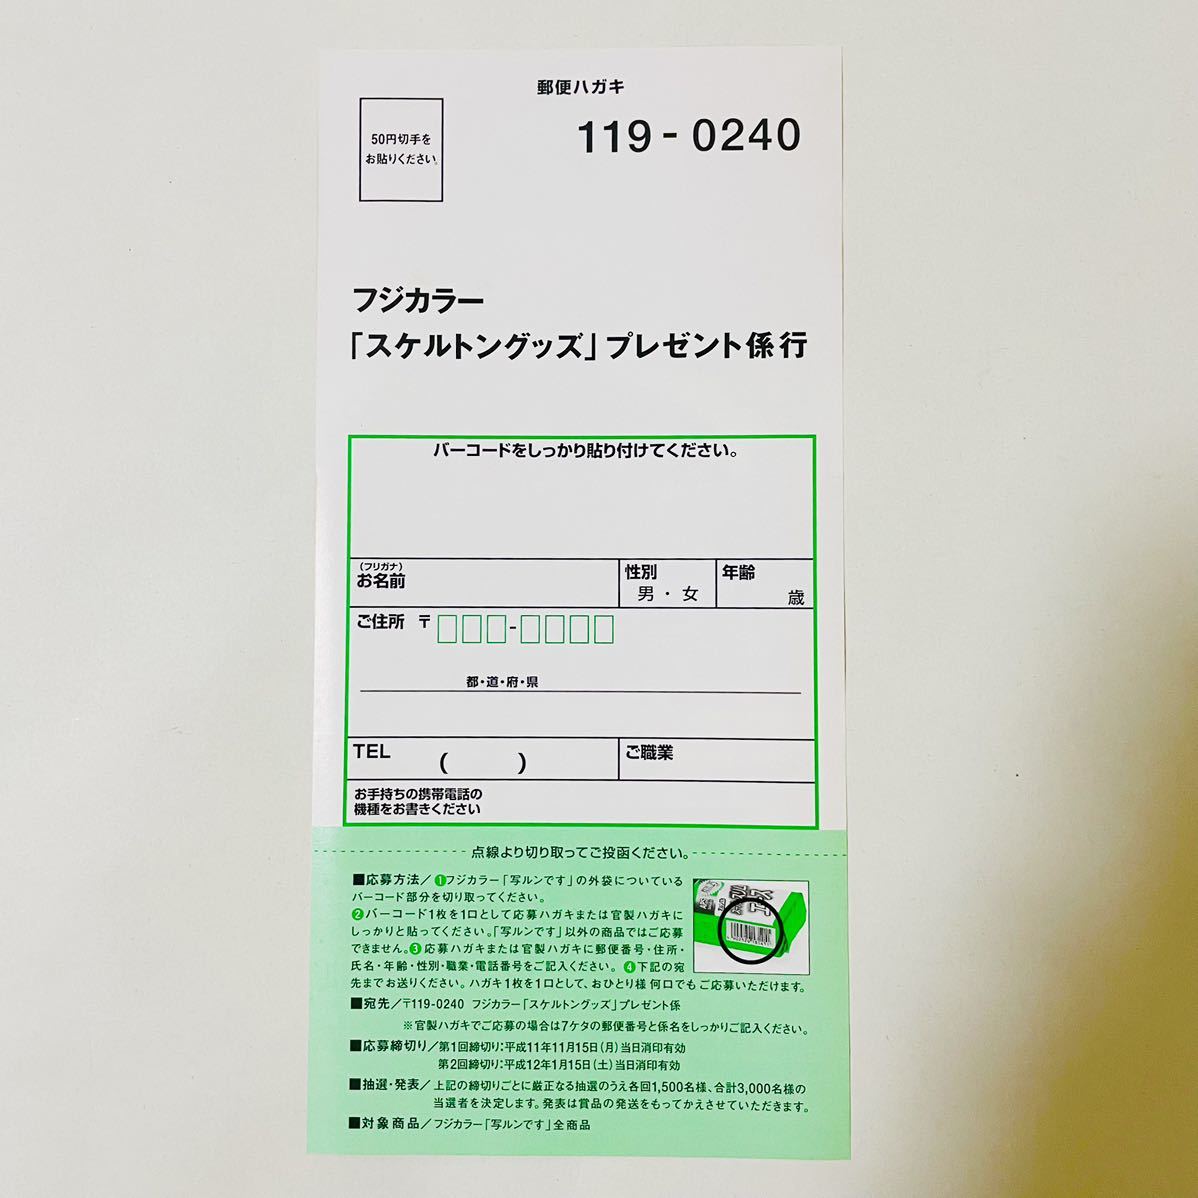 郵便ハガキ
50円切手を
お貼りください。
119-0240
フジカラー
「スケルトングッズ」プレゼント係行
バーコードをしっかり貼り付けてください。
(フリガナ)
お名前
性別
男・女
年齢
歳
ご住所 〒□□□-□□□□
都・道・府・県
TEL ( )
ご職業
お手持ちの携帯電話の
機種をお書きください
点線より切り取ってご投函ください。
■応募方法/❶フジカラー「写ルンです」の外袋についている
バーコード部分を切り取ってください。
❷バーコード1枚を1口として応募ハガキまたは官製ハガキに
しっかりと貼ってください。「写ルンです」以外の商品ではご応募
できません。❸応募ハガキまたは官製ハガキに郵便番号・住所・
氏名・年齢・性別・職業・電話番号をご記入ください。❹下記の宛
先までお送りください。ハガキ1枚を1口として、おひとり様何口でもご応募いただけます。
■宛先/〒119-0240 フジカラー「スケルトングッズ」プレゼント係
※官製ハガキでご応募の場合は7ケタの郵便番号と係名をしっかりご記入ください。
■応募締切り/第1回締切り:平成11年11月15日(月)当日消印有効
第2回締切り:平成12年1月15日(土)当日消印有効
■抽選・発表/上記の締切りごとに厳正なる抽選のうえ各回1,500名様、合計3,000名様の
当選者を決定します。発表は賞品の発送をもってかえさせていただきます。
■対象商品/フジカラー「写ルンです」全商品